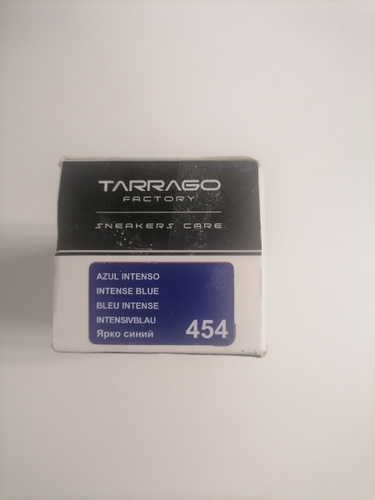 TARRAGO
FACTORY
SNEAKERS CARE
AZUL INTENSO
INTENSE BLUE
BLEU INTENSE
INTENSIVBLAU
Ярко синий
454